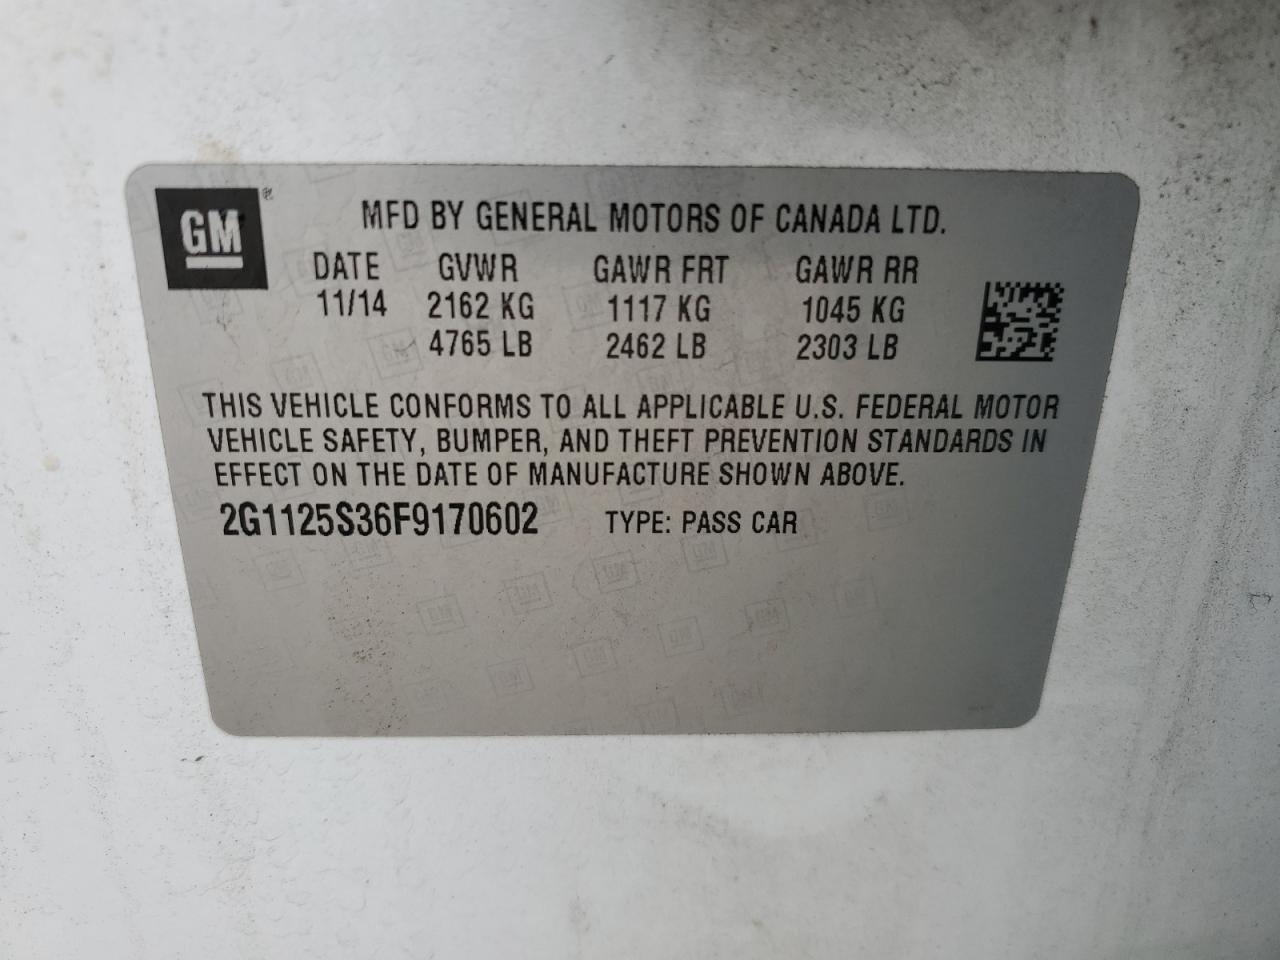 GM ®
MFD BY GENERAL MOTORS OF CANADA LTD.
DATE GVWR GAWR FRT GAWR RR
11/14 2162 KG 1117 KG 1045 KG
4765 LB 2462 LB 2303 LB
THIS VEHICLE CONFORMS TO ALL APPLICABLE U.S. FEDERAL MOTOR
VEHICLE SAFETY, BUMPER, AND THEFT PREVENTION STANDARDS IN
EFFECT ON THE DATE OF MANUFACTURE SHOWN ABOVE.
2G1125S36F9170602 TYPE: PASS CAR